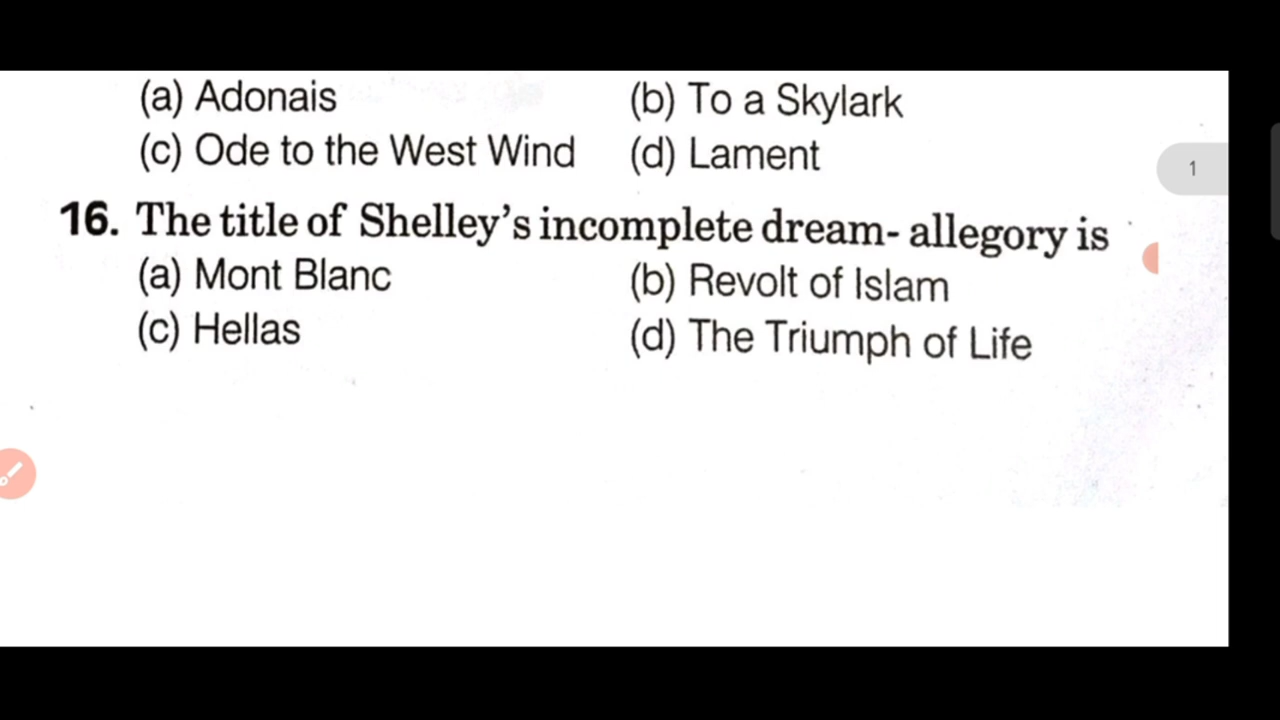 (a) Adonais (b) To a Skylark
(c) Ode to the West Wind (d) Lament
1
16. The title of Shelley's incomplete dream- allegory is
(a) Mont Blanc (b) Revolt of Islam
(c) Hellas (d) The Triumph of Life